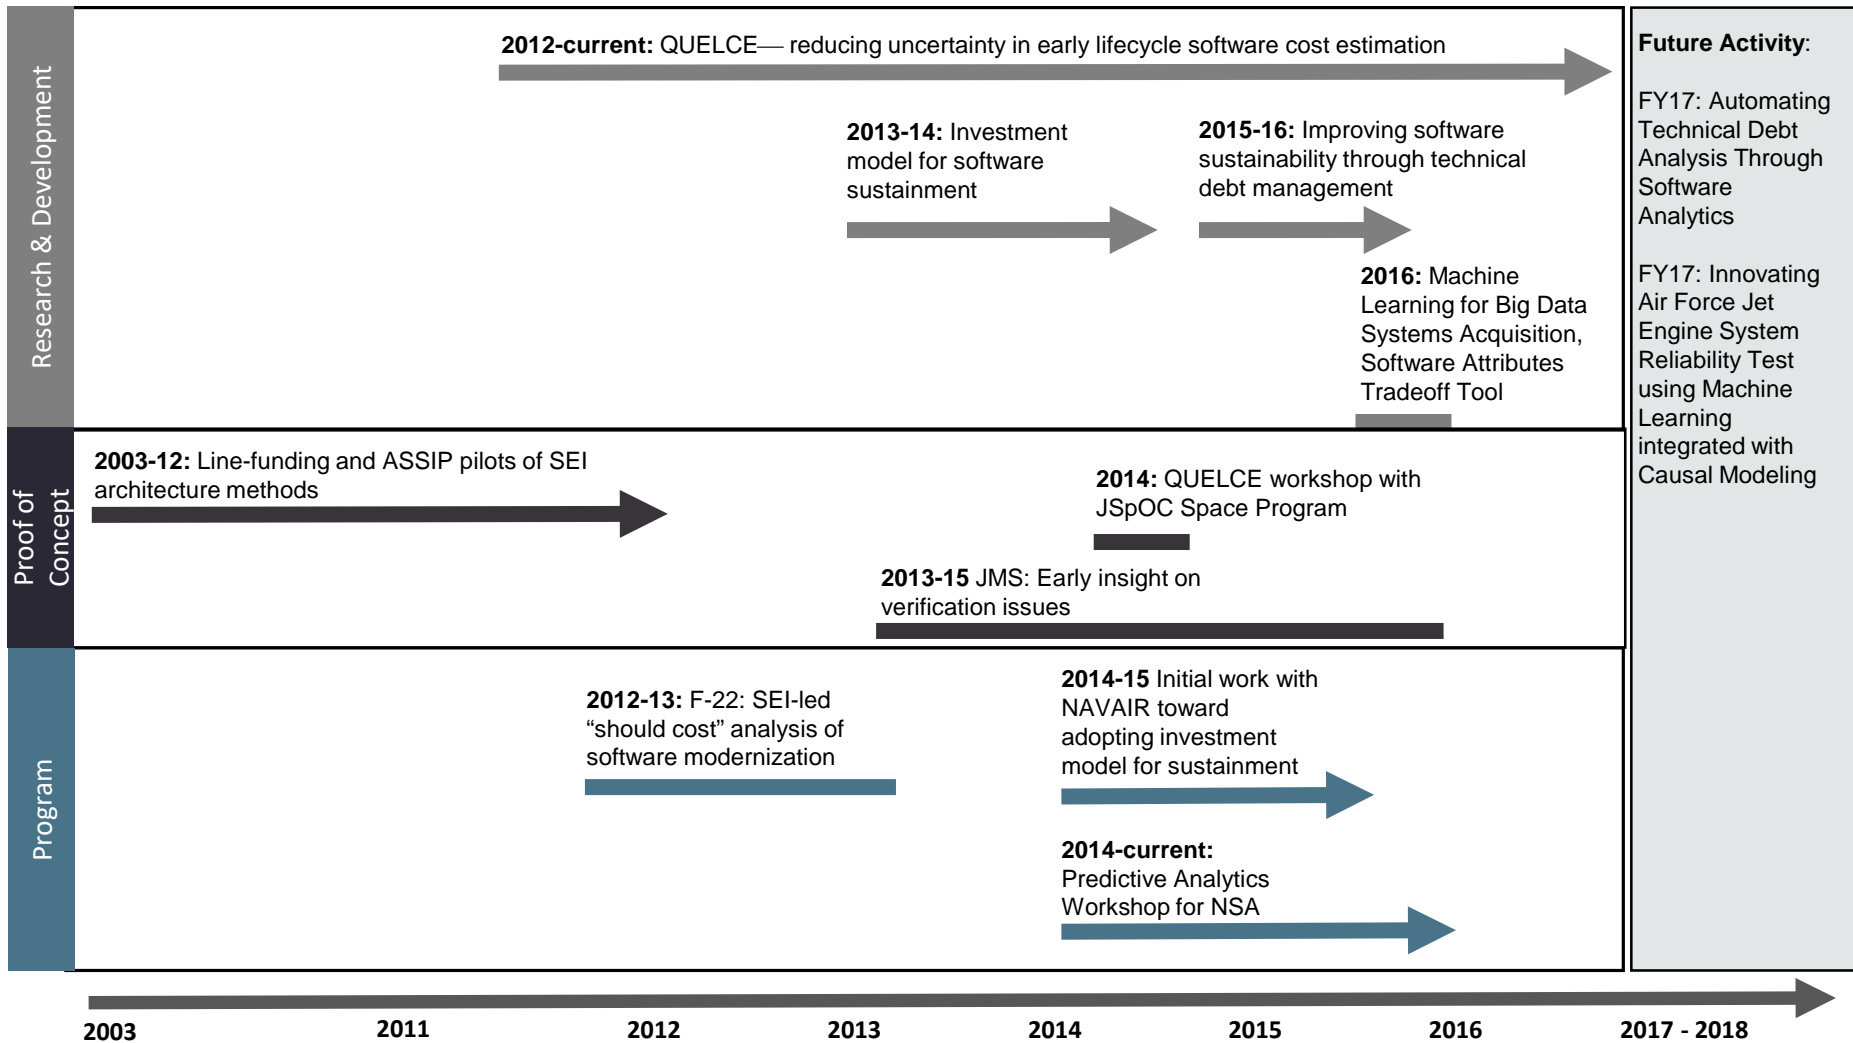 Research & Development
2012-current: QUELCE— reducing uncertainty in early lifecycle software cost estimation
2013-14: Investment
model for software
sustainment
2015-16: Improving software
sustainability through technical
debt management
2016: Machine
Learning for Big Data
Systems Acquisition,
Software Attributes
Tradeoff Tool
Proof of
Concept
2003-12: Line-funding and ASSIP pilots of SEI
architecture methods
2014: QUELCE workshop with
JSpOC Space Program
2013-15 JMS: Early insight on
verification issues
Program
2012-13: F-22: SEI-led
“should cost” analysis of
software modernization
2014-15 Initial work with
NAVAIR toward
adopting investment
model for sustainment
2014-current:
Predictive Analytics
Workshop for NSA
Future Activity:
FY17: Automating
Technical Debt
Analysis Through
Software
Analytics
FY17: Innovating
Air Force Jet
Engine System
Reliability Test
using Machine
Learning
integrated with
Causal Modeling
2003 2011 2012 2013 2014 2015 2016 2017 - 2018